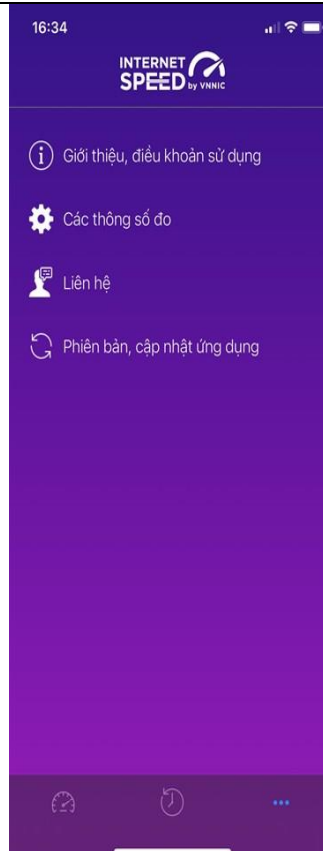 16:34
INTERNET
SPEED by VNNIC
Giới thiệu, điều khoản sử dụng
Các thông số đo
Liên hệ
Phiên bản, cập nhật ứng dụng